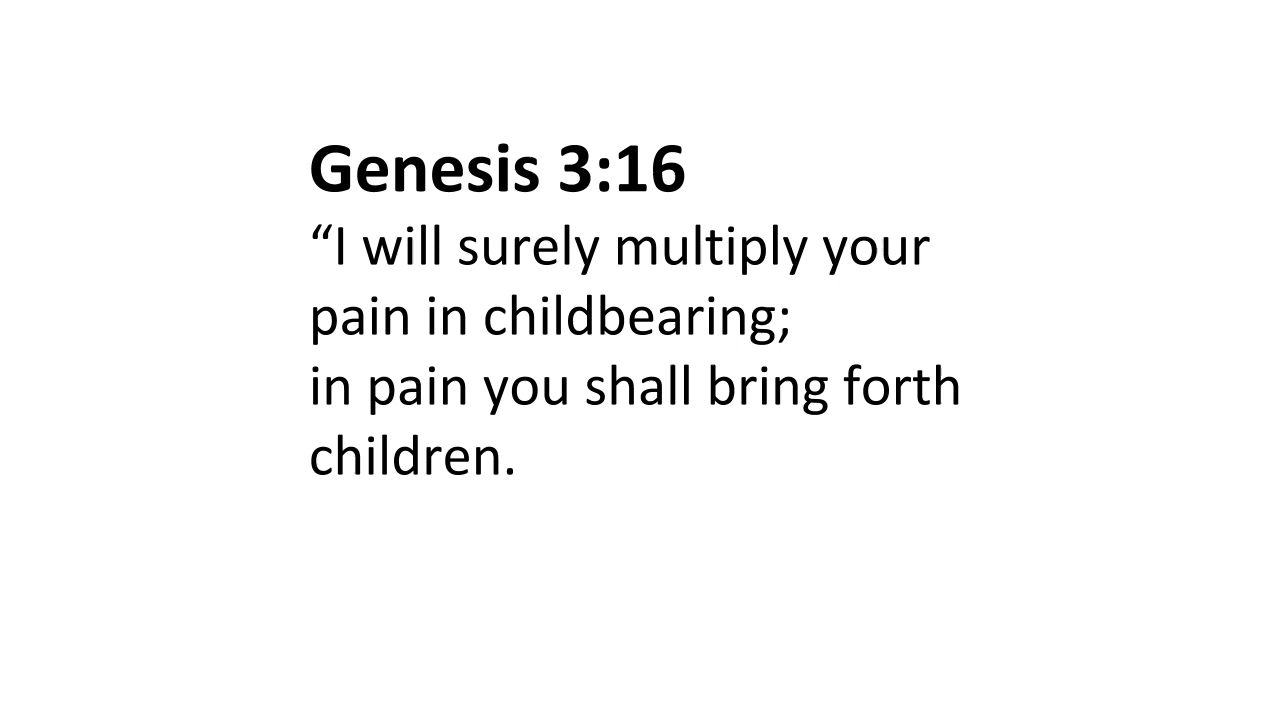 Genesis 3:16
“I will surely multiply your
pain in childbearing;
in pain you shall bring forth
children.